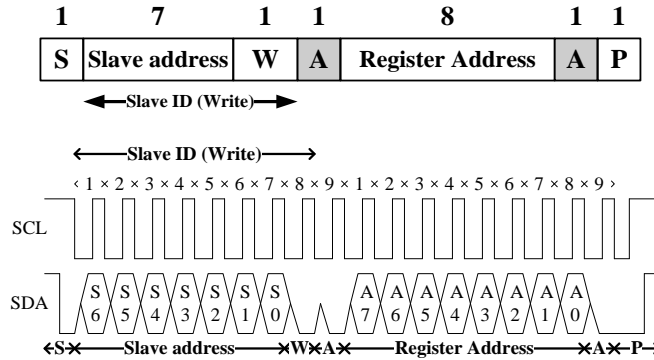 1 7 1 1 8 1 1
S Slave address W A Register Address A P
Slave ID (Write)
Slave ID (Write)
1 2 3 4 5 6 7 8 9 1 2 3 4 5 6 7 8 9
SCL
SDA S6 S5 S4 S3 S2 S1 S0 A7 A6 A5 A4 A3 A2 A1 A0
S Slave address W A Register Address A P